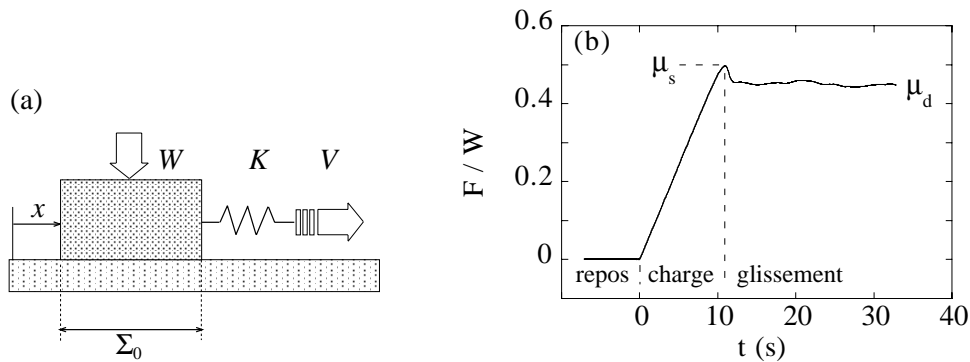 (a)
W
K
V
x
Σ₀
(b)
0.6
0.4
0.2
0
F / W
μs
μd
repos
charge
glissement
0
10
20
30
40
t (s)